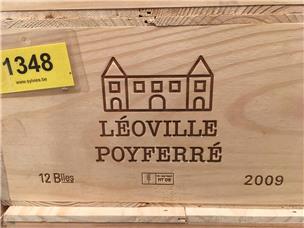 1348
www.sylvies.be
LÉOVILLE
POYFERRÉ
12 Blles
2009